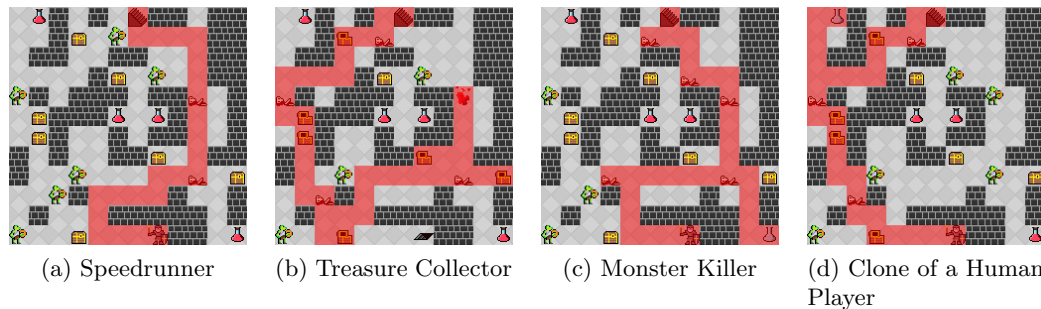 (a) Speedrunner
(b) Treasure Collector
(c) Monster Killer
(d) Clone of a Human
Player